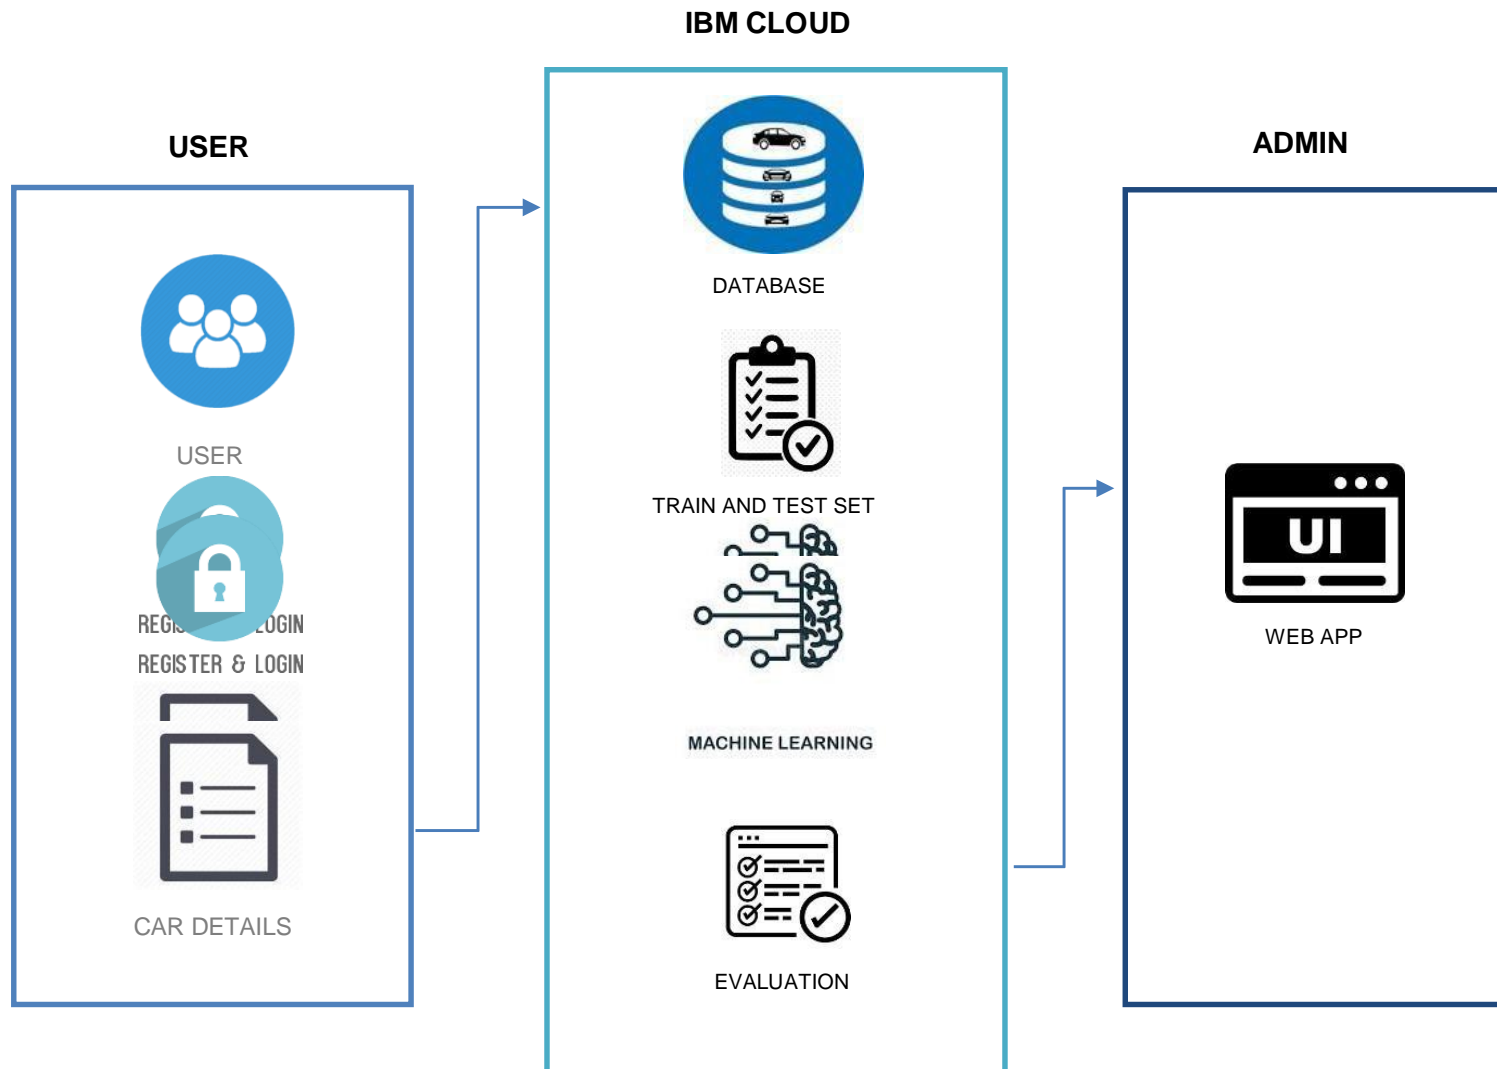 IBM CLOUD
USER
ADMIN
USER
REGISTER & LOGIN
CAR DETAILS
DATABASE
TRAIN AND TEST SET
MACHINE LEARNING
EVALUATION
UI
WEB APP